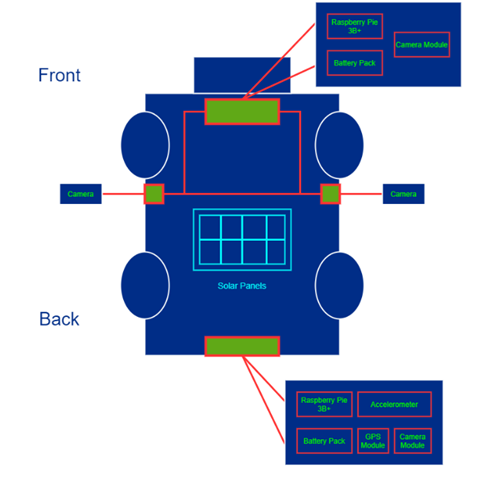 Raspberry Pie
3B+
Camera Module
Battery Pack
Front
Camera
Camera
Solar Panels
Back
Raspberry Pie
3B+
Accelerometer
Battery Pack
GPS
Module
Camera
Module